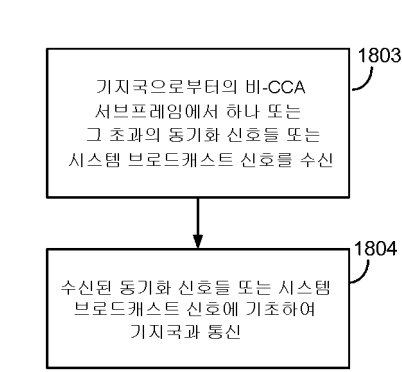 1803
기지국으로부터의 비-CCA
서브프레임에서 하나 또는
그 초과의 동기화 신호들 또는
시스템 브로드캐스트 신호를 수신
1804
수신된 동기화 신호들 또는 시스템
브로드캐스트 신호에 기초하여
기지국과 통신